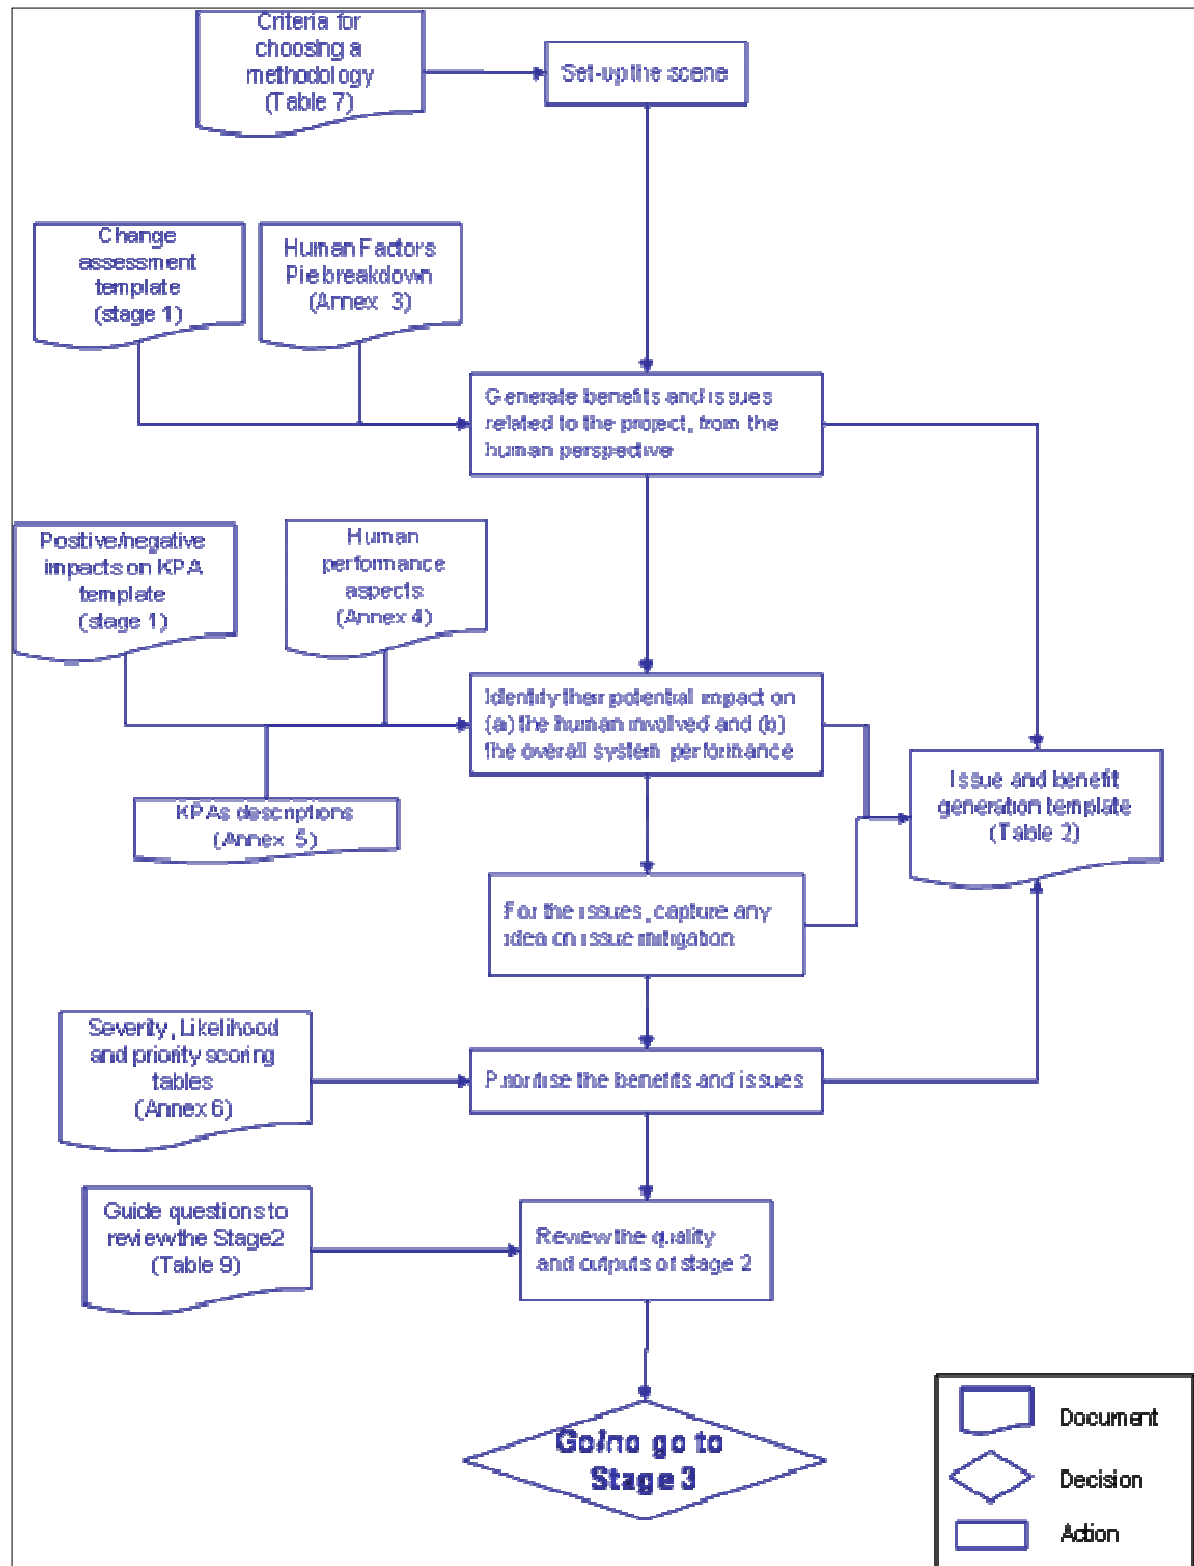 Criteria for
choosing a
methodology
(Table 7)
Set-up the scene
Change
assessment
template
(stage 1)
Human Factors
Pie breakdown
(Annex 3)
Generate benefits and issues
related to the project, from the
human perspective
Positive/negative
impacts on KPA
template
(stage 1)
Human
performance
aspects
(Annex 4)
Identify their potential impact on
(a) the human involved and (b)
the overall system performance
KPAs descriptions
(Annex 5)
Issue and benefit
generation template
(Table 2)
For the issues, capture any
idea on issue mitigation
Severity, Likelihood
and priority scoring
tables
(Annex 6)
Prioritise the benefits and issues
Guide questions to
review the Stage2
(Table 9)
Review the quality
and outputs of stage 2
Go/no go to
Stage 3
Document
Decision
Action